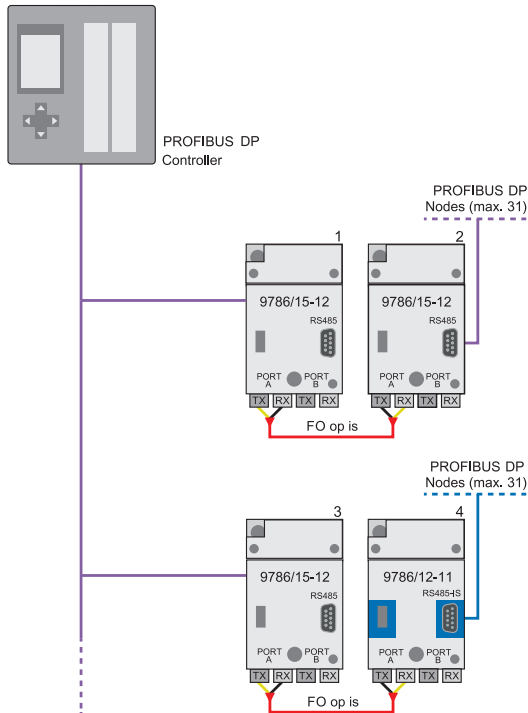 PROFIBUS DP
Controller
PROFIBUS DP
Nodes (max. 31)
1
2
9786/15-12
9786/15-12
RS485
RS485
PORT A
PORT B
PORT A
PORT B
TX RX TX RX
TX RX TX RX
FO op is
PROFIBUS DP
Nodes (max. 31)
3
4
9786/15-12
9786/12-11
RS485
RS485-IS
PORT A
PORT B
PORT A
PORT B
TX RX TX RX
TX RX TX RX
FO op is